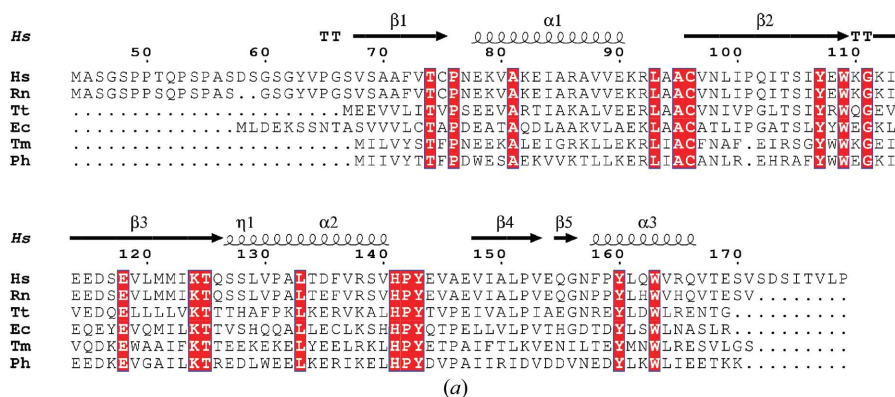 β1 α1 β2
Hs TT TT
50 60 70 80 90 100 110
Hs MASGSPPTQPSPASDSGSGYVPGSVSAAFVTCPNEKVAKEIARAVVEKRLAACVNLIPQITSIYEWKGKI
Rn MASGSPPSQPSPAS..GSGYVPGSVSAAFVTCPNEKVAKEIARAVVEKRLAACVNLIPQITSIYEWKGKI
Tt .......................MEEVVLITVPSEEVARTIAKALVEERLAACVNIVPGLTSIYRWQGEV
Ec ..............MLDEKSSNTASVVVLCTAPDEATAQDLAAKVLAEKLAACATLIPGATSLYYWEGKL
Tm ........................MILVYSTFPNEEKALEIGRKLLEKRLIACFNAF.EIRSGYWWKGEI
Ph ........................MIIVYTTFPDWESAEKVVKTLLKERLIACANLR.EHRAFYWWEGKI
β3 η1 α2 β4 β5 α3
Hs
120 130 140 150 160 170
Hs EEDSEVLMMIKTQSSLVPALTDFVRSVHPYEVAEVIALPVEQGNFPYLQWVRQVTESVSDSITVLP
Rn EEDSEVLMMIKTQSSLVPALTEFVRSVHPYEVAEVIALPVEQGNPPYLHWVHQVTESV........
Tt VEDQELLLLVKTTTHAFPKLKERVKALHPYTVPEIVALPIAEGNREYLDWLRENTG..........
Ec EQEYEVQMILKTTVSHQQALLECLKSHHPYQTPELLVLPVTHGDTDYLSWLNASLR..........
Tm VQDKEWAAIFKTTEEKEKELYEELRKLHPYETPAIFTLKVENILTEYMNWLRESVLGS........
Ph EEDKEVGAILKTREDLWEELKERIKELHPYDVPAIIRIDVDDVNEDYLKWLIEETKK.........
(a)